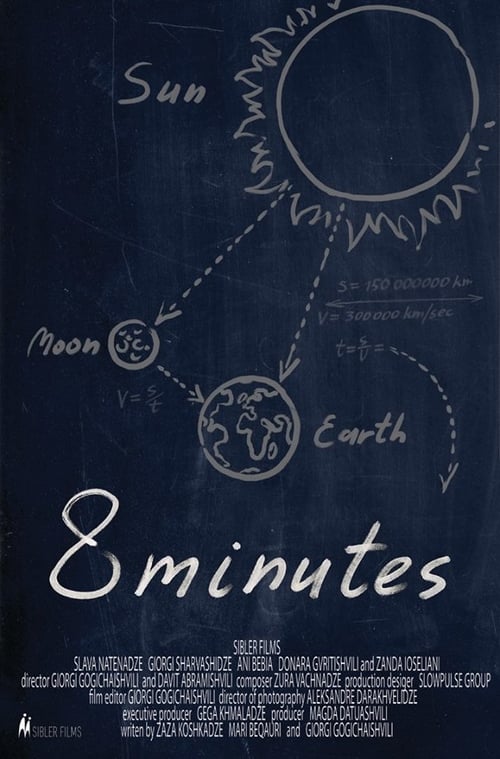 Sun
S = 150 000000 km
V = 300000 km/sec
t = s/v =
Moon
V = s/t
Earth
8 minutes
SIBLER FILMS
SLAVA NATENADZE GIORGI SHARVASHIDZE ANI BEBIA DONARA GVRITISHVILI and ZANDA IOSELIANI
director GIORGI GOGICHAISHVILI and DAVIT ABRAMISHVILI composer ZURA VACHNADZE production desiger SLOWPULSE GROUP
film editor GIORGI GOGICHAISHVILI director of photography ALEKSANDRE DARAKHVELIDZE
executive producer GEGA KHMALADZE producer MAGDA DATUASHVILI
writen by ZAZA KOSHKADZE MARI BEQAURI and GIORGI GOGICHAISHVILI
SIBLER FILMS